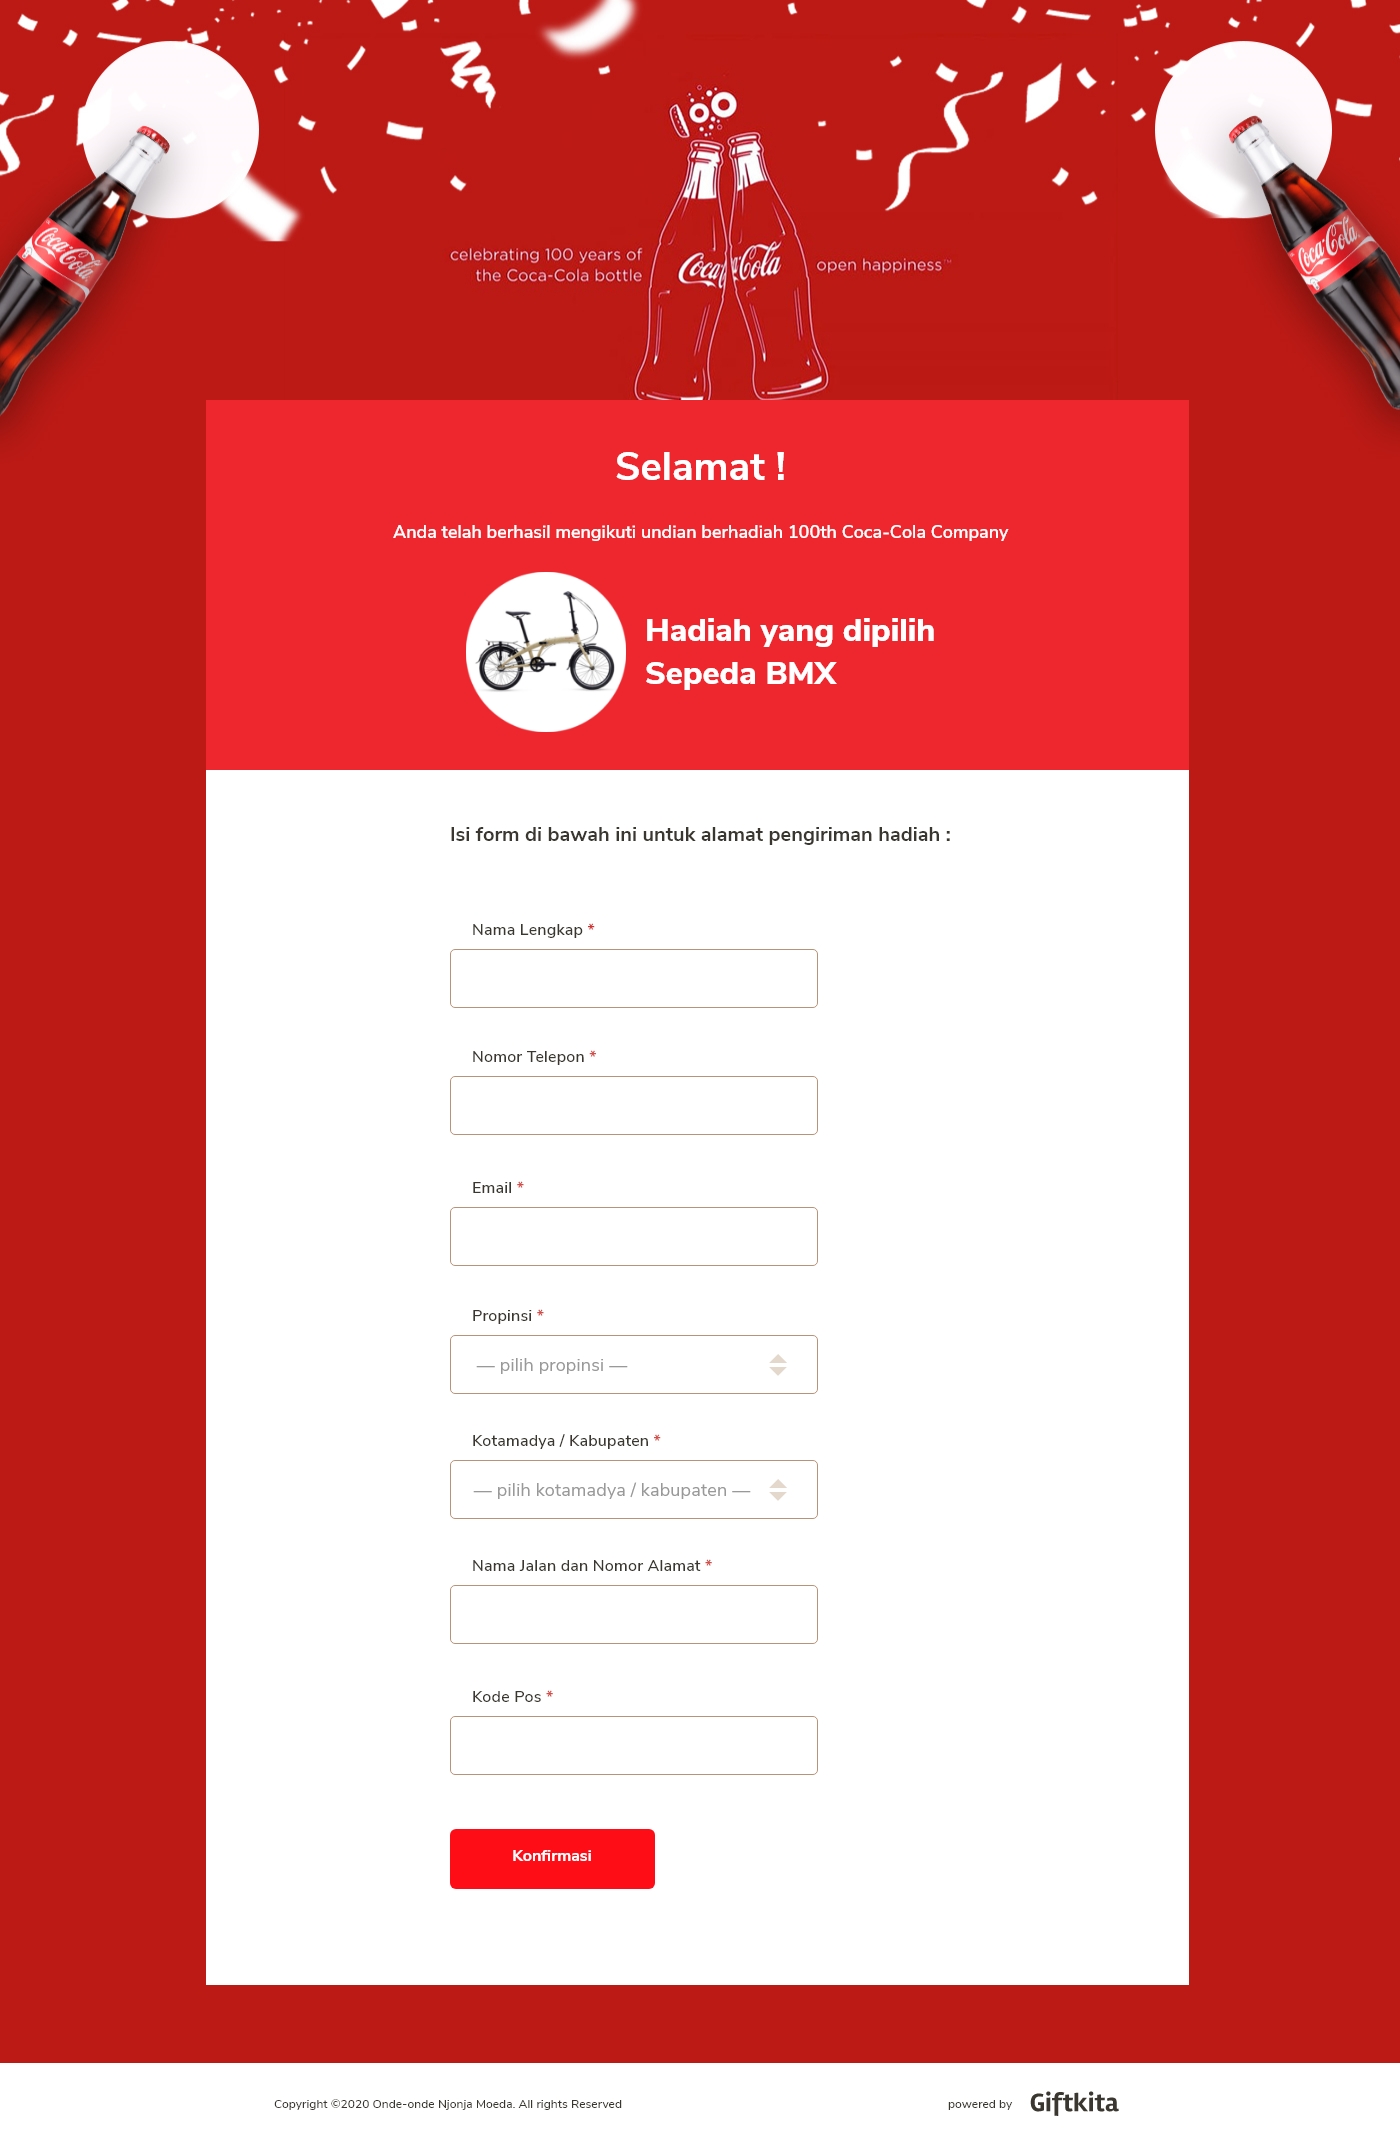 celebrating 100 years of
the Coca-Cola bottle
Coca-Cola
Coca-Cola
open happiness™
Coca-Cola
Coca-Cola
Selamat !
Anda telah berhasil mengikuti undian berhadiah 100th Coca-Cola Company
Hadiah yang dipilih
Sepeda BMX
Isi form di bawah ini untuk alamat pengiriman hadiah :
Nama Lengkap *
Nomor Telepon *
Email *
Propinsi *
— pilih propinsi —
Kotamadya / Kabupaten *
— pilih kotamadya / kabupaten —
Nama Jalan dan Nomor Alamat *
Kode Pos *
Konfirmasi
Copyright ©2020 Onde-onde Njonja Moeda. All rights Reserved
powered by Giftkita